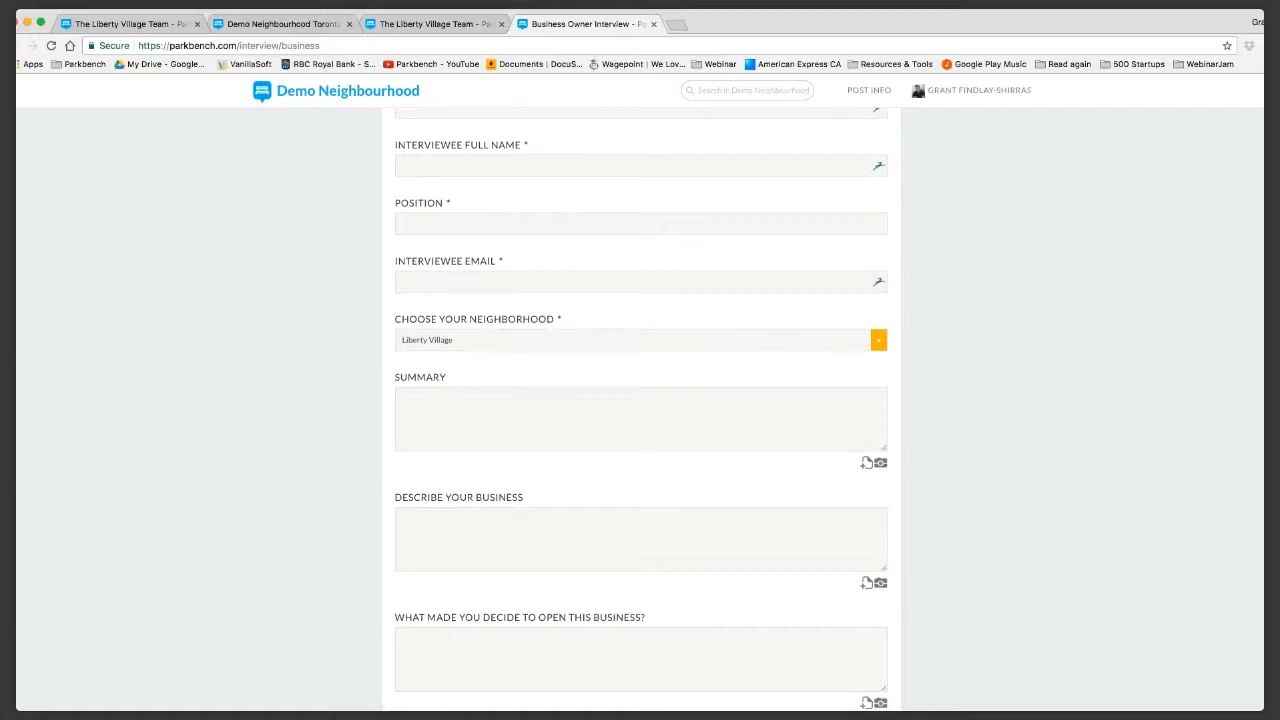 The Liberty Village Team - Par
Demo Neighbourhood Toronto
The Liberty Village Team - Pa
Business Owner Interview - Pa
Gra
Secure https://parkbench.com/interview/business
Apps Parkbench My Drive - Google... VanillaSoft RBC Royal Bank - S... Parkbench - YouTube Documents | DocuS... Wagepoint | We Lov... Webinar American Express CA Resources & Tools Google Play Music Read again 500 Startups WebinarJam
Demo Neighbourhood
Search in Demo Neighbourhood
POST INFO
GRANT FINDLAY-SHIRRAS
INTERVIEWEE FULL NAME *
POSITION *
INTERVIEWEE EMAIL *
CHOOSE YOUR NEIGHBORHOOD *
Liberty Village
SUMMARY
DESCRIBE YOUR BUSINESS
WHAT MADE YOU DECIDE TO OPEN THIS BUSINESS?